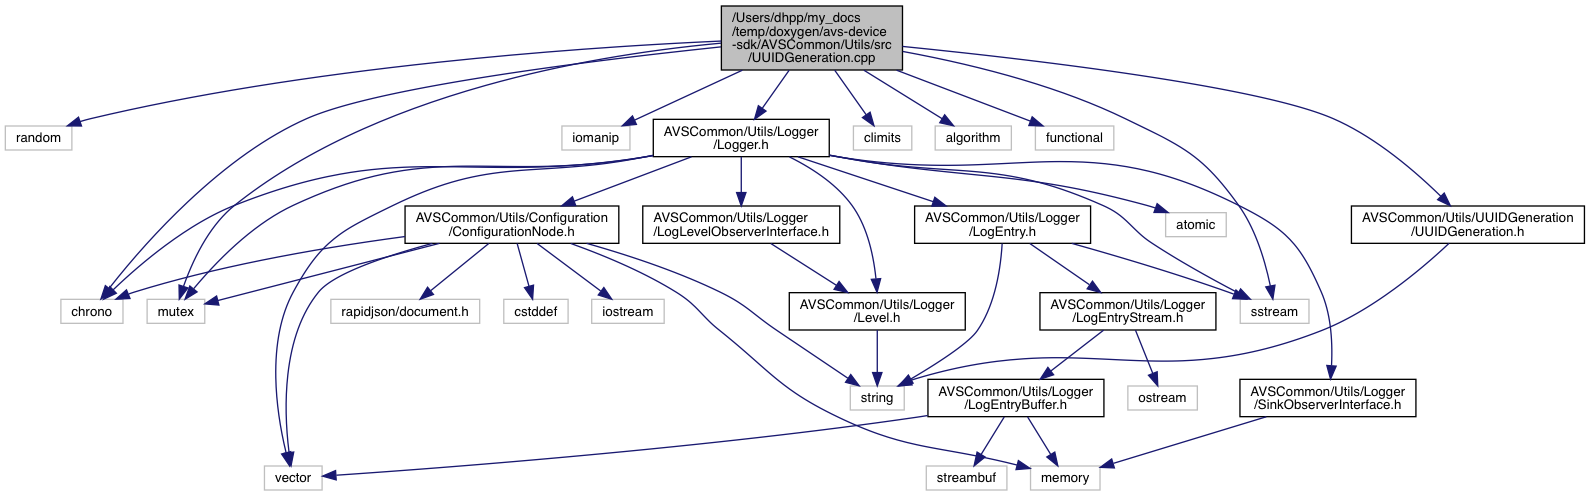 /Users/dhpp/my_docs
/temp/doxygen/avs-device
-sdk/AVSCommon/Utils/src
/UUIDGeneration.cpp
random
iomanip
AVSCommon/Utils/Logger
/Logger.h
climits
algorithm
functional
AVSCommon/Utils/Configuration
/ConfigurationNode.h
AVSCommon/Utils/Logger
/LogLevelObserverInterface.h
AVSCommon/Utils/Logger
/LogEntry.h
atomic
AVSCommon/Utils/UUIDGeneration
/UUIDGeneration.h
chrono
mutex
rapidjson/document.h
cstddef
iostream
AVSCommon/Utils/Logger
/Level.h
AVSCommon/Utils/Logger
/LogEntryStream.h
sstream
string
AVSCommon/Utils/Logger
/LogEntryBuffer.h
ostream
AVSCommon/Utils/Logger
/SinkObserverInterface.h
vector
streambuf
memory